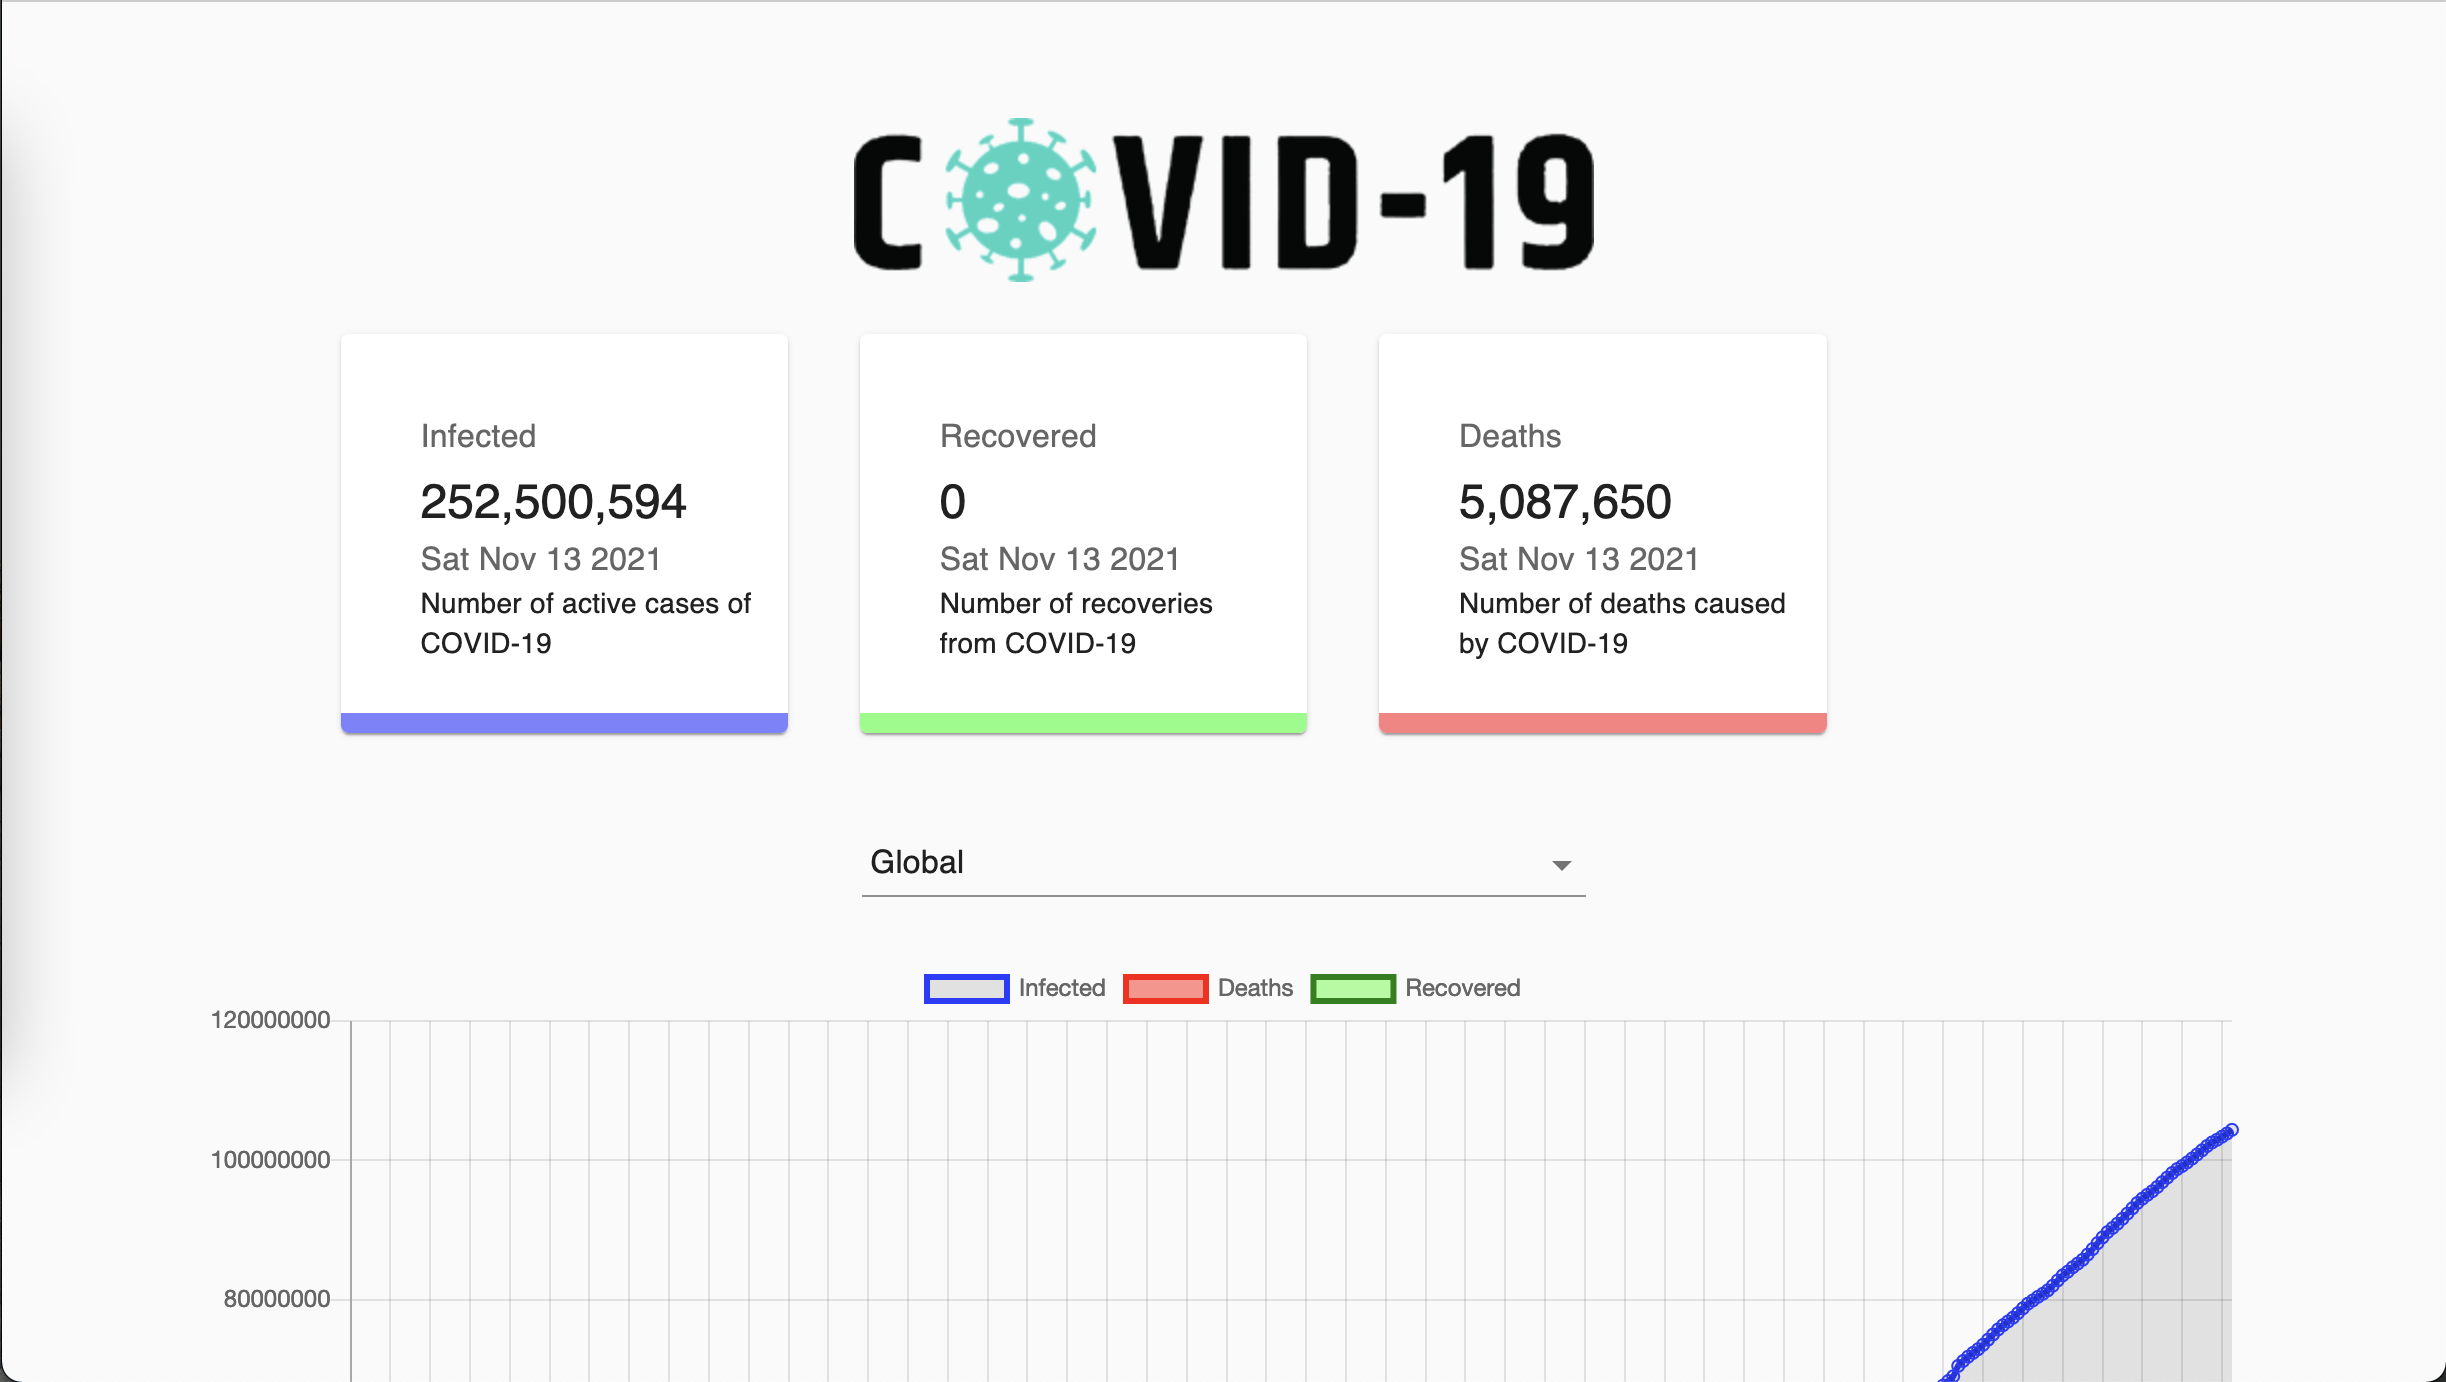 COVID-19
Infected
252,500,594
Sat Nov 13 2021
Number of active cases of
COVID-19
Recovered
0
Sat Nov 13 2021
Number of recoveries
from COVID-19
Deaths
5,087,650
Sat Nov 13 2021
Number of deaths caused
by COVID-19
Global
Infected Deaths Recovered
120000000
100000000
80000000